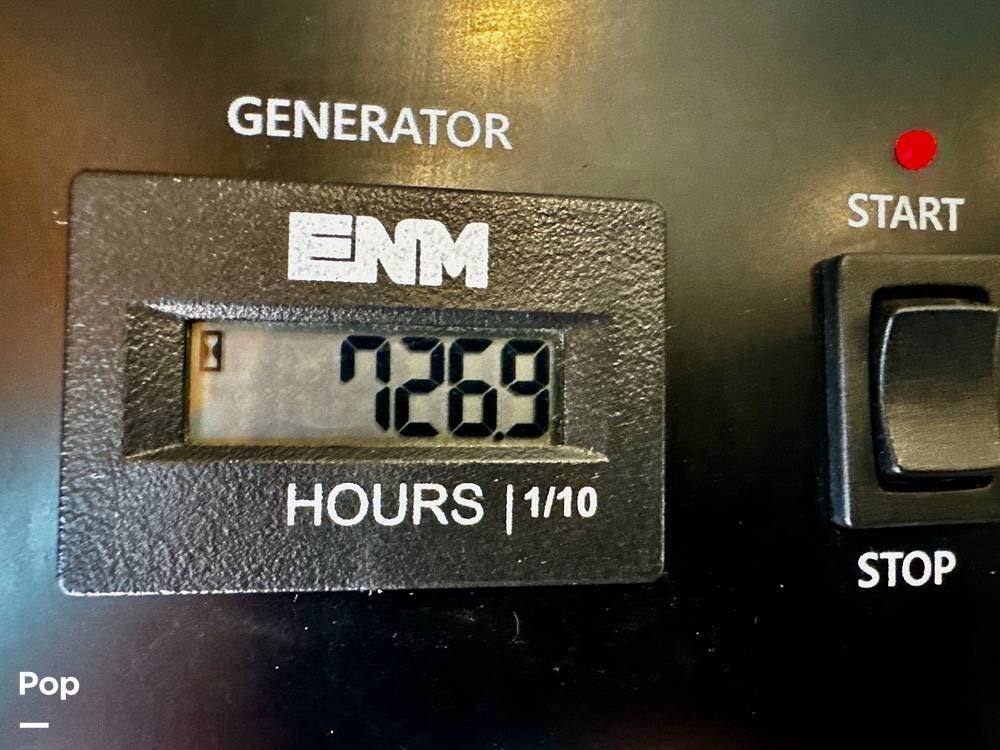 GENERATOR
ENM
726.9
HOURS | 1/10
START
STOP
Pop